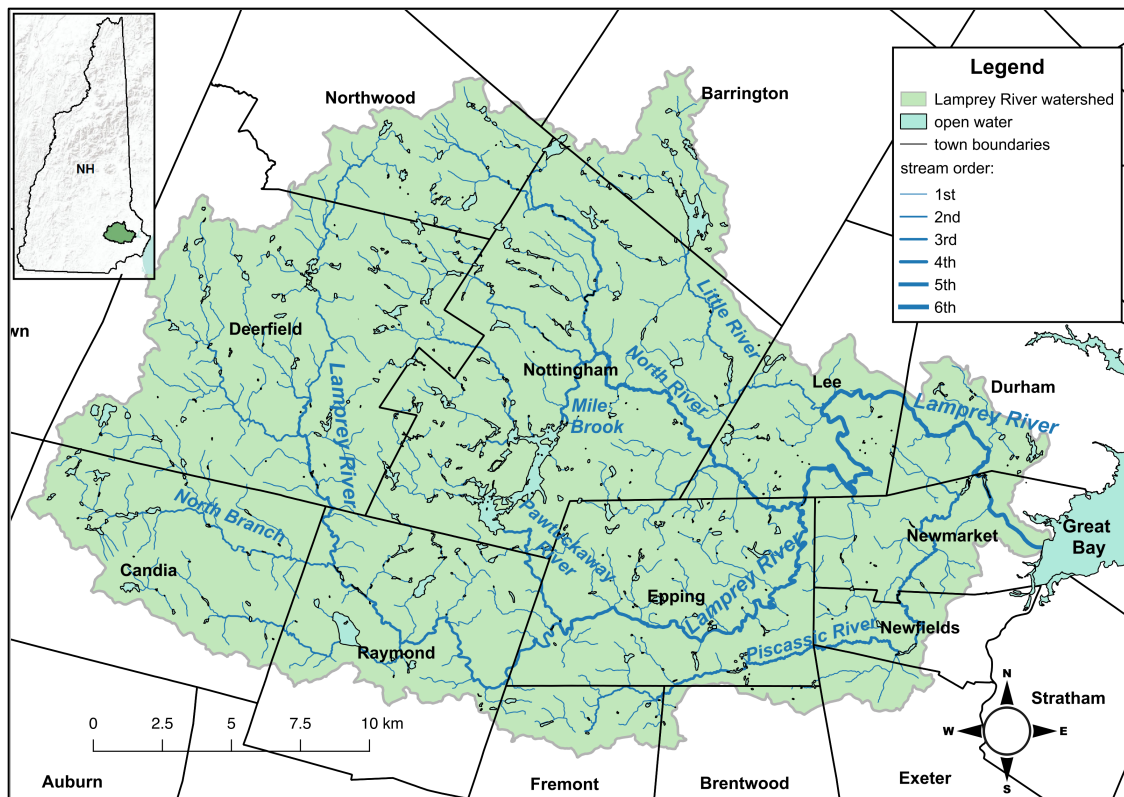 NH
Northwood
Barrington
Legend
Lamprey River watershed
open water
town boundaries
stream order:
1st
2nd
3rd
4th
5th
6th
wn
Deerfield
Lamprey River
Nottingham
Mile
Brook
North River
Little River
Lee
Durham
Lamprey River
North Branch
Candia
Pawtuckaway
River
Epping
Lamprey River
Newmarket
Great
Bay
Raymond
Piscassic River
Newfields
0 2.5 5 7.5 10 km
N
W E
S
Stratham
Auburn
Fremont
Brentwood
Exeter